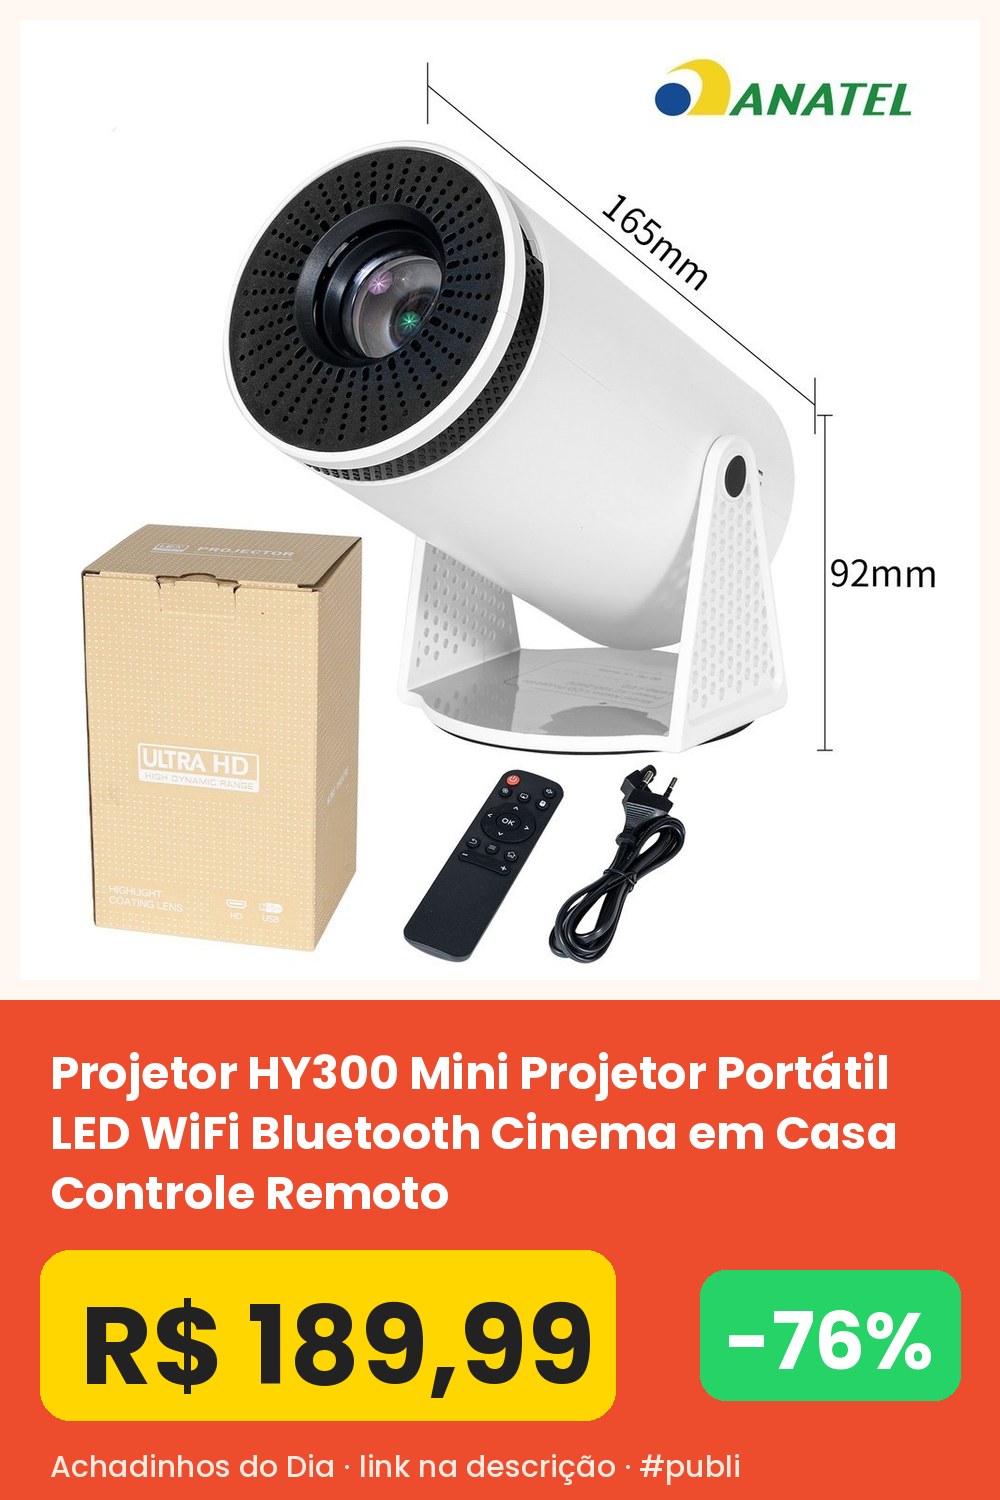 ANATEL
165mm
92mm
LED PROJECTOR
ULTRA HD
HIGH DYNAMIC RANGE
HIGHLIGHT
COATING LENS
HD
USB
OK
Projetor HY300 Mini Projetor Portátil
LED WiFi Bluetooth Cinema em Casa
Controle Remoto
R$ 189,99
-76%
Achadinhos do Dia · link na descrição · #publi